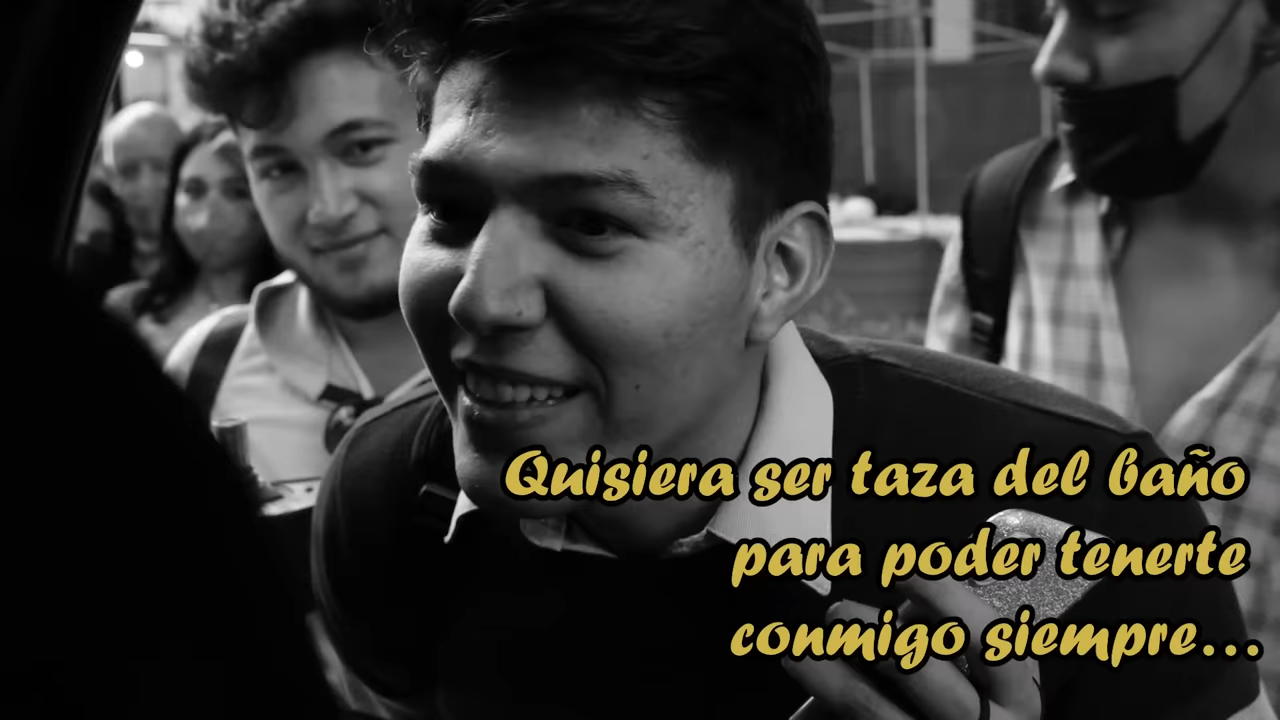 Quisiera ser taza del baño
para poder tenerte
conmigo siempre...